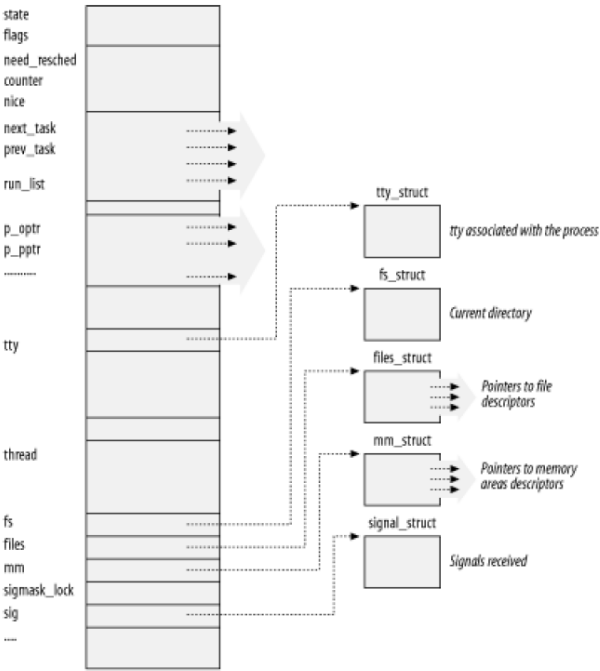 state
flags
need_resched
counter
nice
next_task
prev_task
run_list
p_optr
p_pptr
..........
tty
thread
fs
files
mm
sigmask_lock
sig
....
tty_struct
tty associated with the process
fs_struct
Current directory
files_struct
Pointers to file
descriptors
mm_struct
Pointers to memory
areas descriptors
signal_struct
Signals received